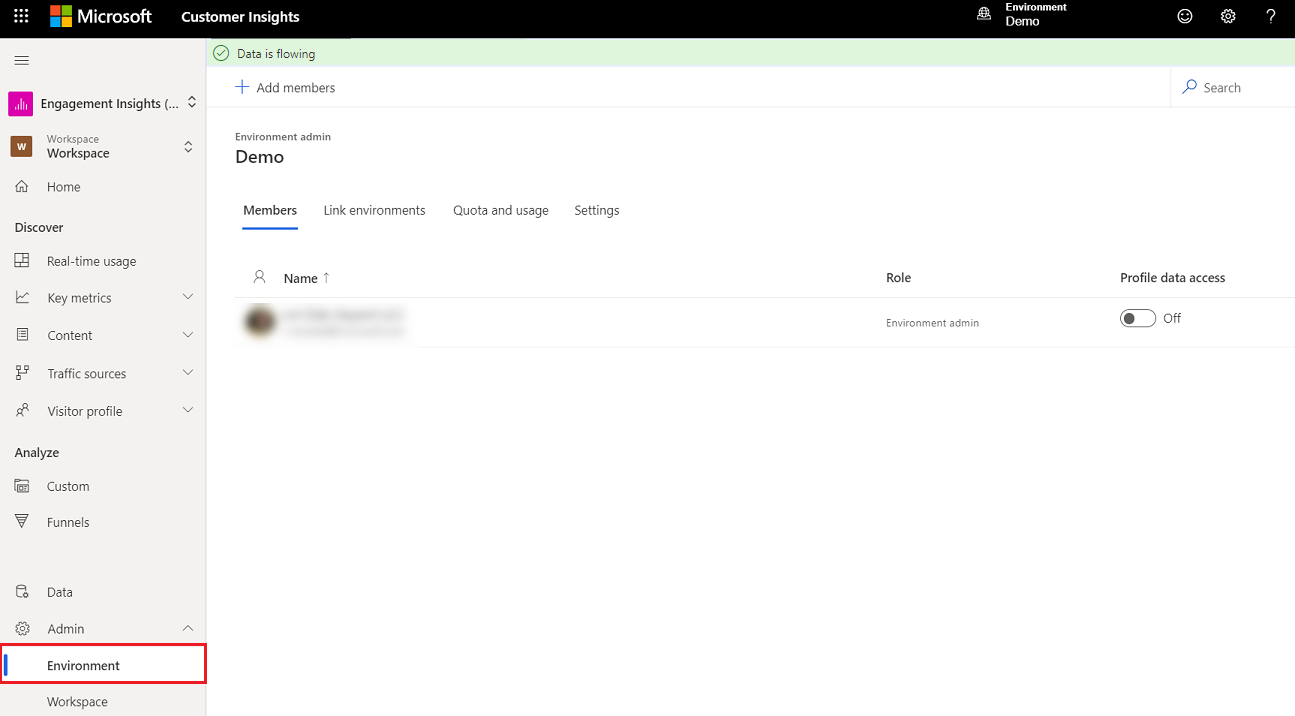 Microsoft
Customer Insights
Environment
Demo
?
Data is flowing
Add members
Search
Engagement Insights (...
W
Workspace
Workspace
Home
Discover
Real-time usage
Key metrics
Content
Traffic sources
Visitor profile
Analyze
Custom
Funnels
Data
Admin
Environment
Workspace
Environment admin
Demo
Members
Link environments
Quota and usage
Settings
Name ↑
Role
Profile data access
Environment admin
Off